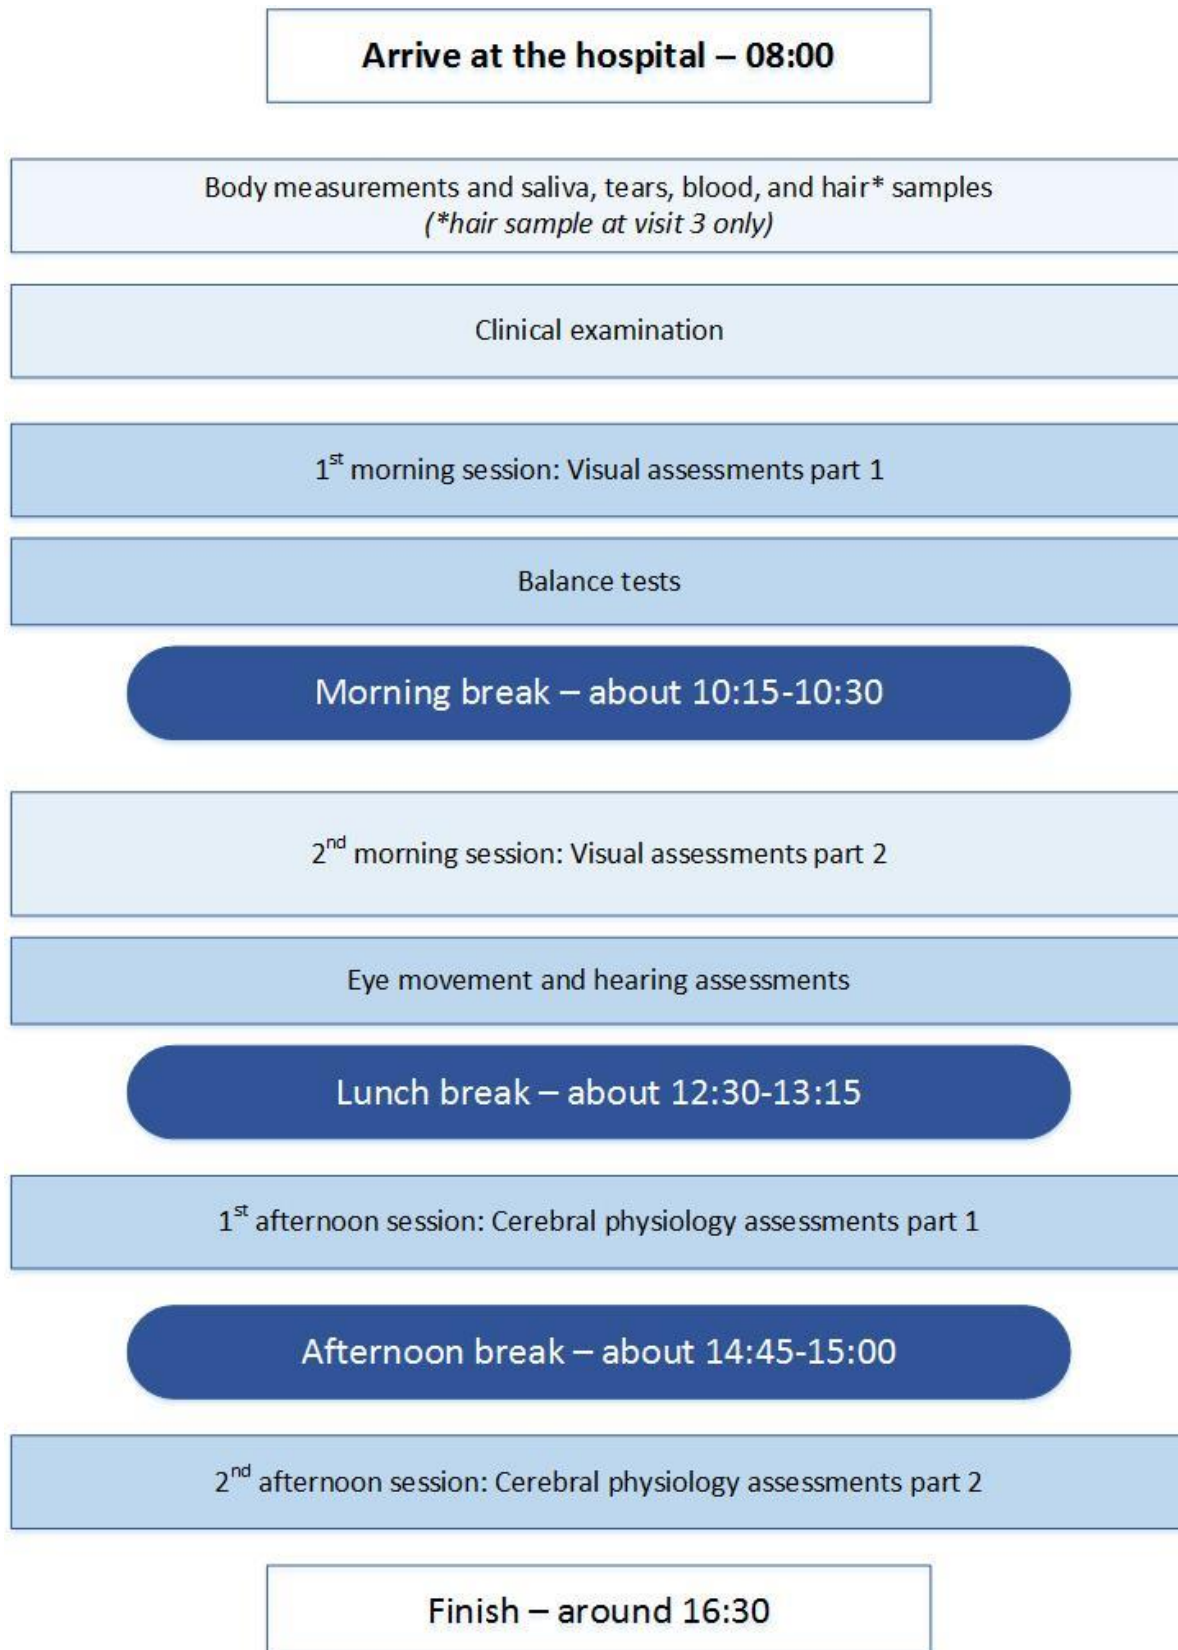 Arrive at the hospital – 08:00
Body measurements and saliva, tears, blood, and hair* samples
(*hair sample at visit 3 only)
Clinical examination
1st morning session: Visual assessments part 1
Balance tests
Morning break – about 10:15-10:30
2nd morning session: Visual assessments part 2
Eye movement and hearing assessments
Lunch break – about 12:30-13:15
1st afternoon session: Cerebral physiology assessments part 1
Afternoon break – about 14:45-15:00
2nd afternoon session: Cerebral physiology assessments part 2
Finish – around 16:30